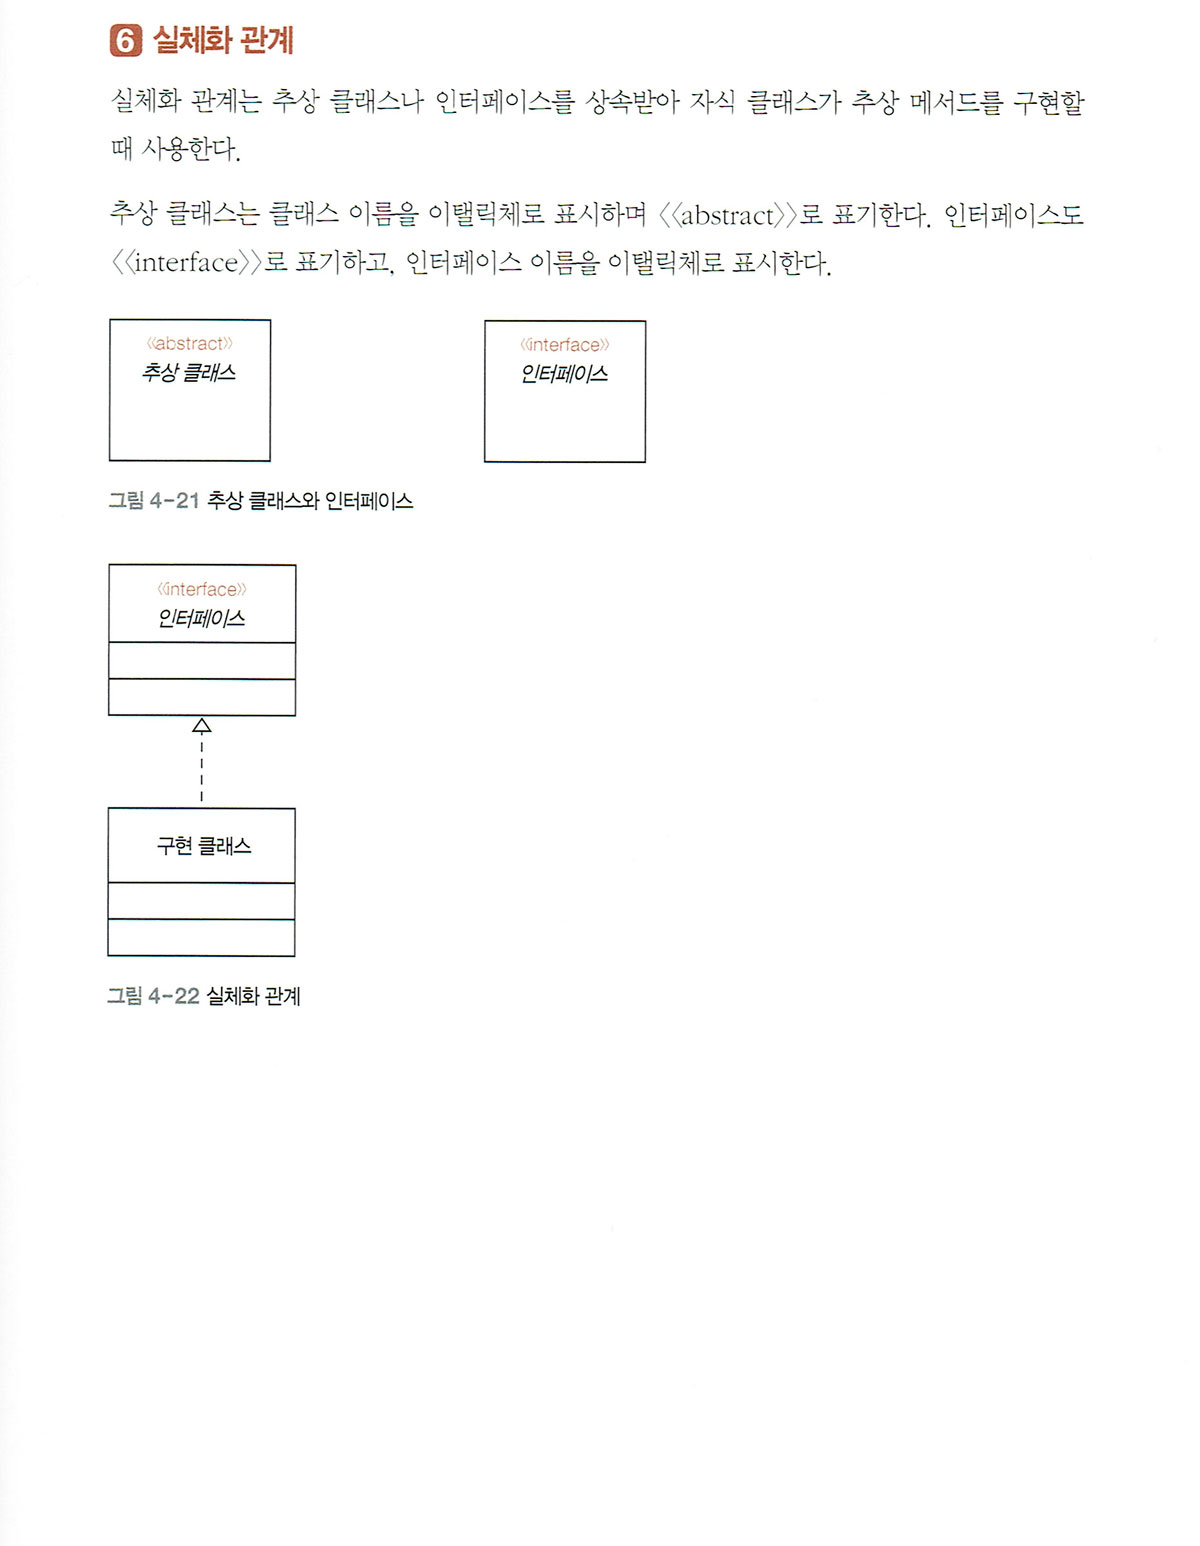 6 실체화 관계
실체화 관계는 추상 클래스나 인터페이스를 상속받아 자식 클래스가 추상 메서드를 구현할
때 사용한다.
추상 클래스는 클래스 이름을 이탤릭체로 표시하며 《abstract》로 표기한다. 인터페이스도
《interface》로 표기하고, 인터페이스 이름을 이탤릭체로 표시한다.
《abstract》
추상 클래스
《interface》
인터페이스
그림 4-21 추상 클래스와 인터페이스
《interface》
인터페이스
구현 클래스
그림 4-22 실체화 관계